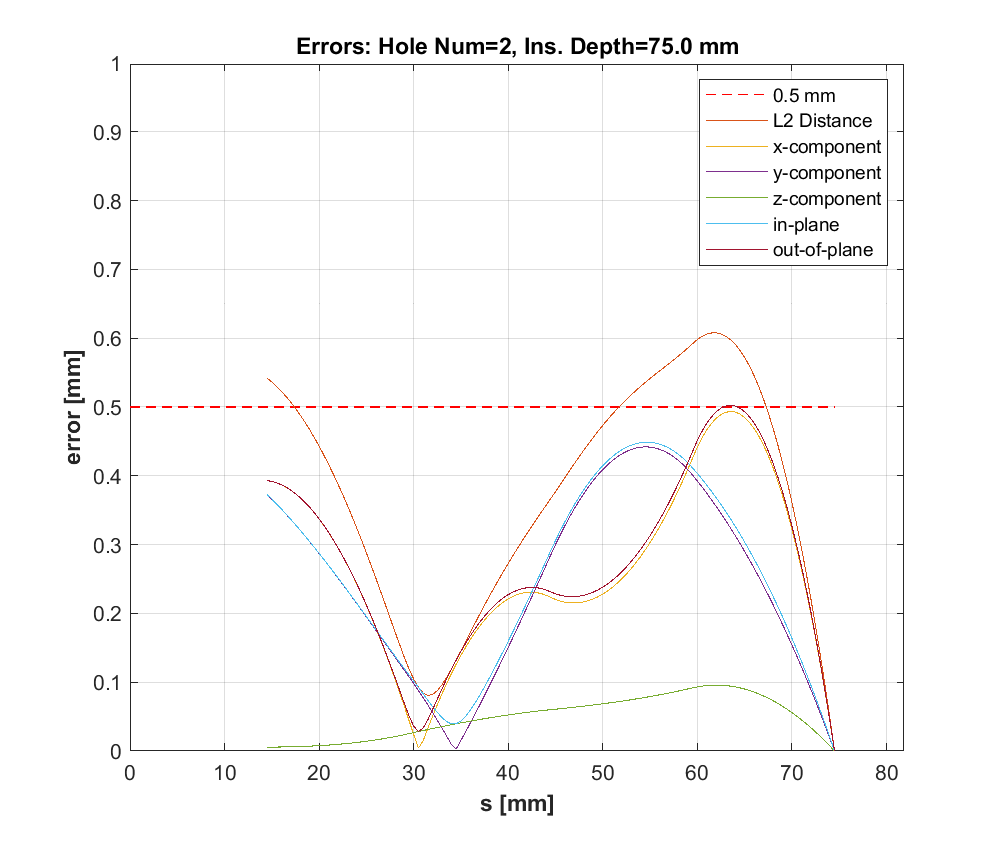 Errors: Hole Num=2, Ins. Depth=75.0 mm
1
0.9
0.8
0.7
0.6
0.5
0.4
0.3
0.2
0.1
0
error [mm]
0.5 mm
L2 Distance
x-component
y-component
z-component
in-plane
out-of-plane
0 10 20 30 40 50 60 70 80
s [mm]